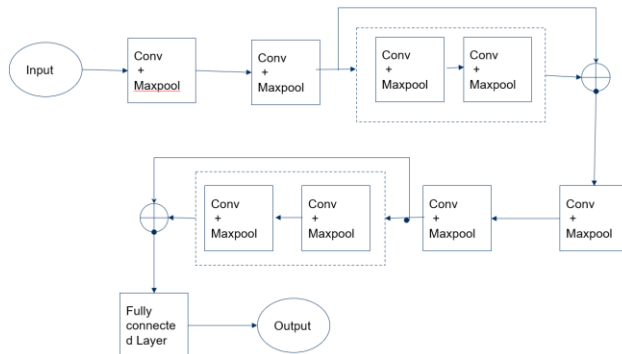 Input
Conv
+
Maxpool
Conv
+
Maxpool
Conv
+
Maxpool
Conv
+
Maxpool
Conv
+
Maxpool
Conv
+
Maxpool
Conv
+
Maxpool
Conv
+
Maxpool
Fully
connecte
d Layer
Output